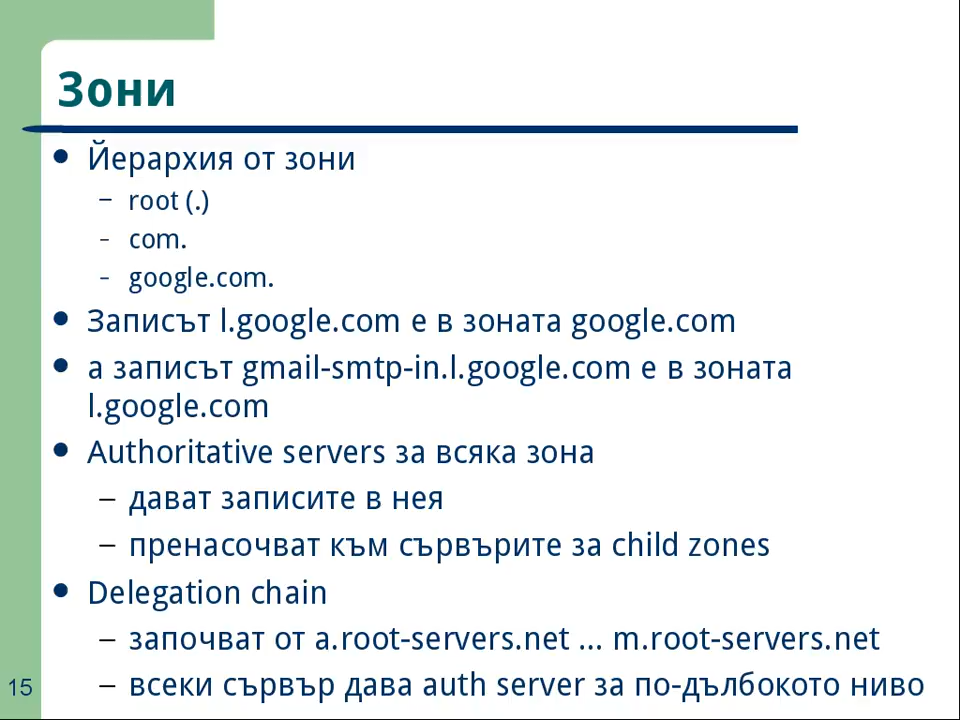 Зони
Йерархия от зони
– root (.)
– com.
– google.com.
Записът l.google.com е в зоната google.com
а записът gmail-smtp-in.l.google.com е в зоната
l.google.com
Authoritative servers за всяка зона
– дават записите в нея
– пренасочват към сървърите за child zones
Delegation chain
– започват от a.root-servers.net ... m.root-servers.net
– всеки сървър дава auth server за по-дълбокото ниво
15